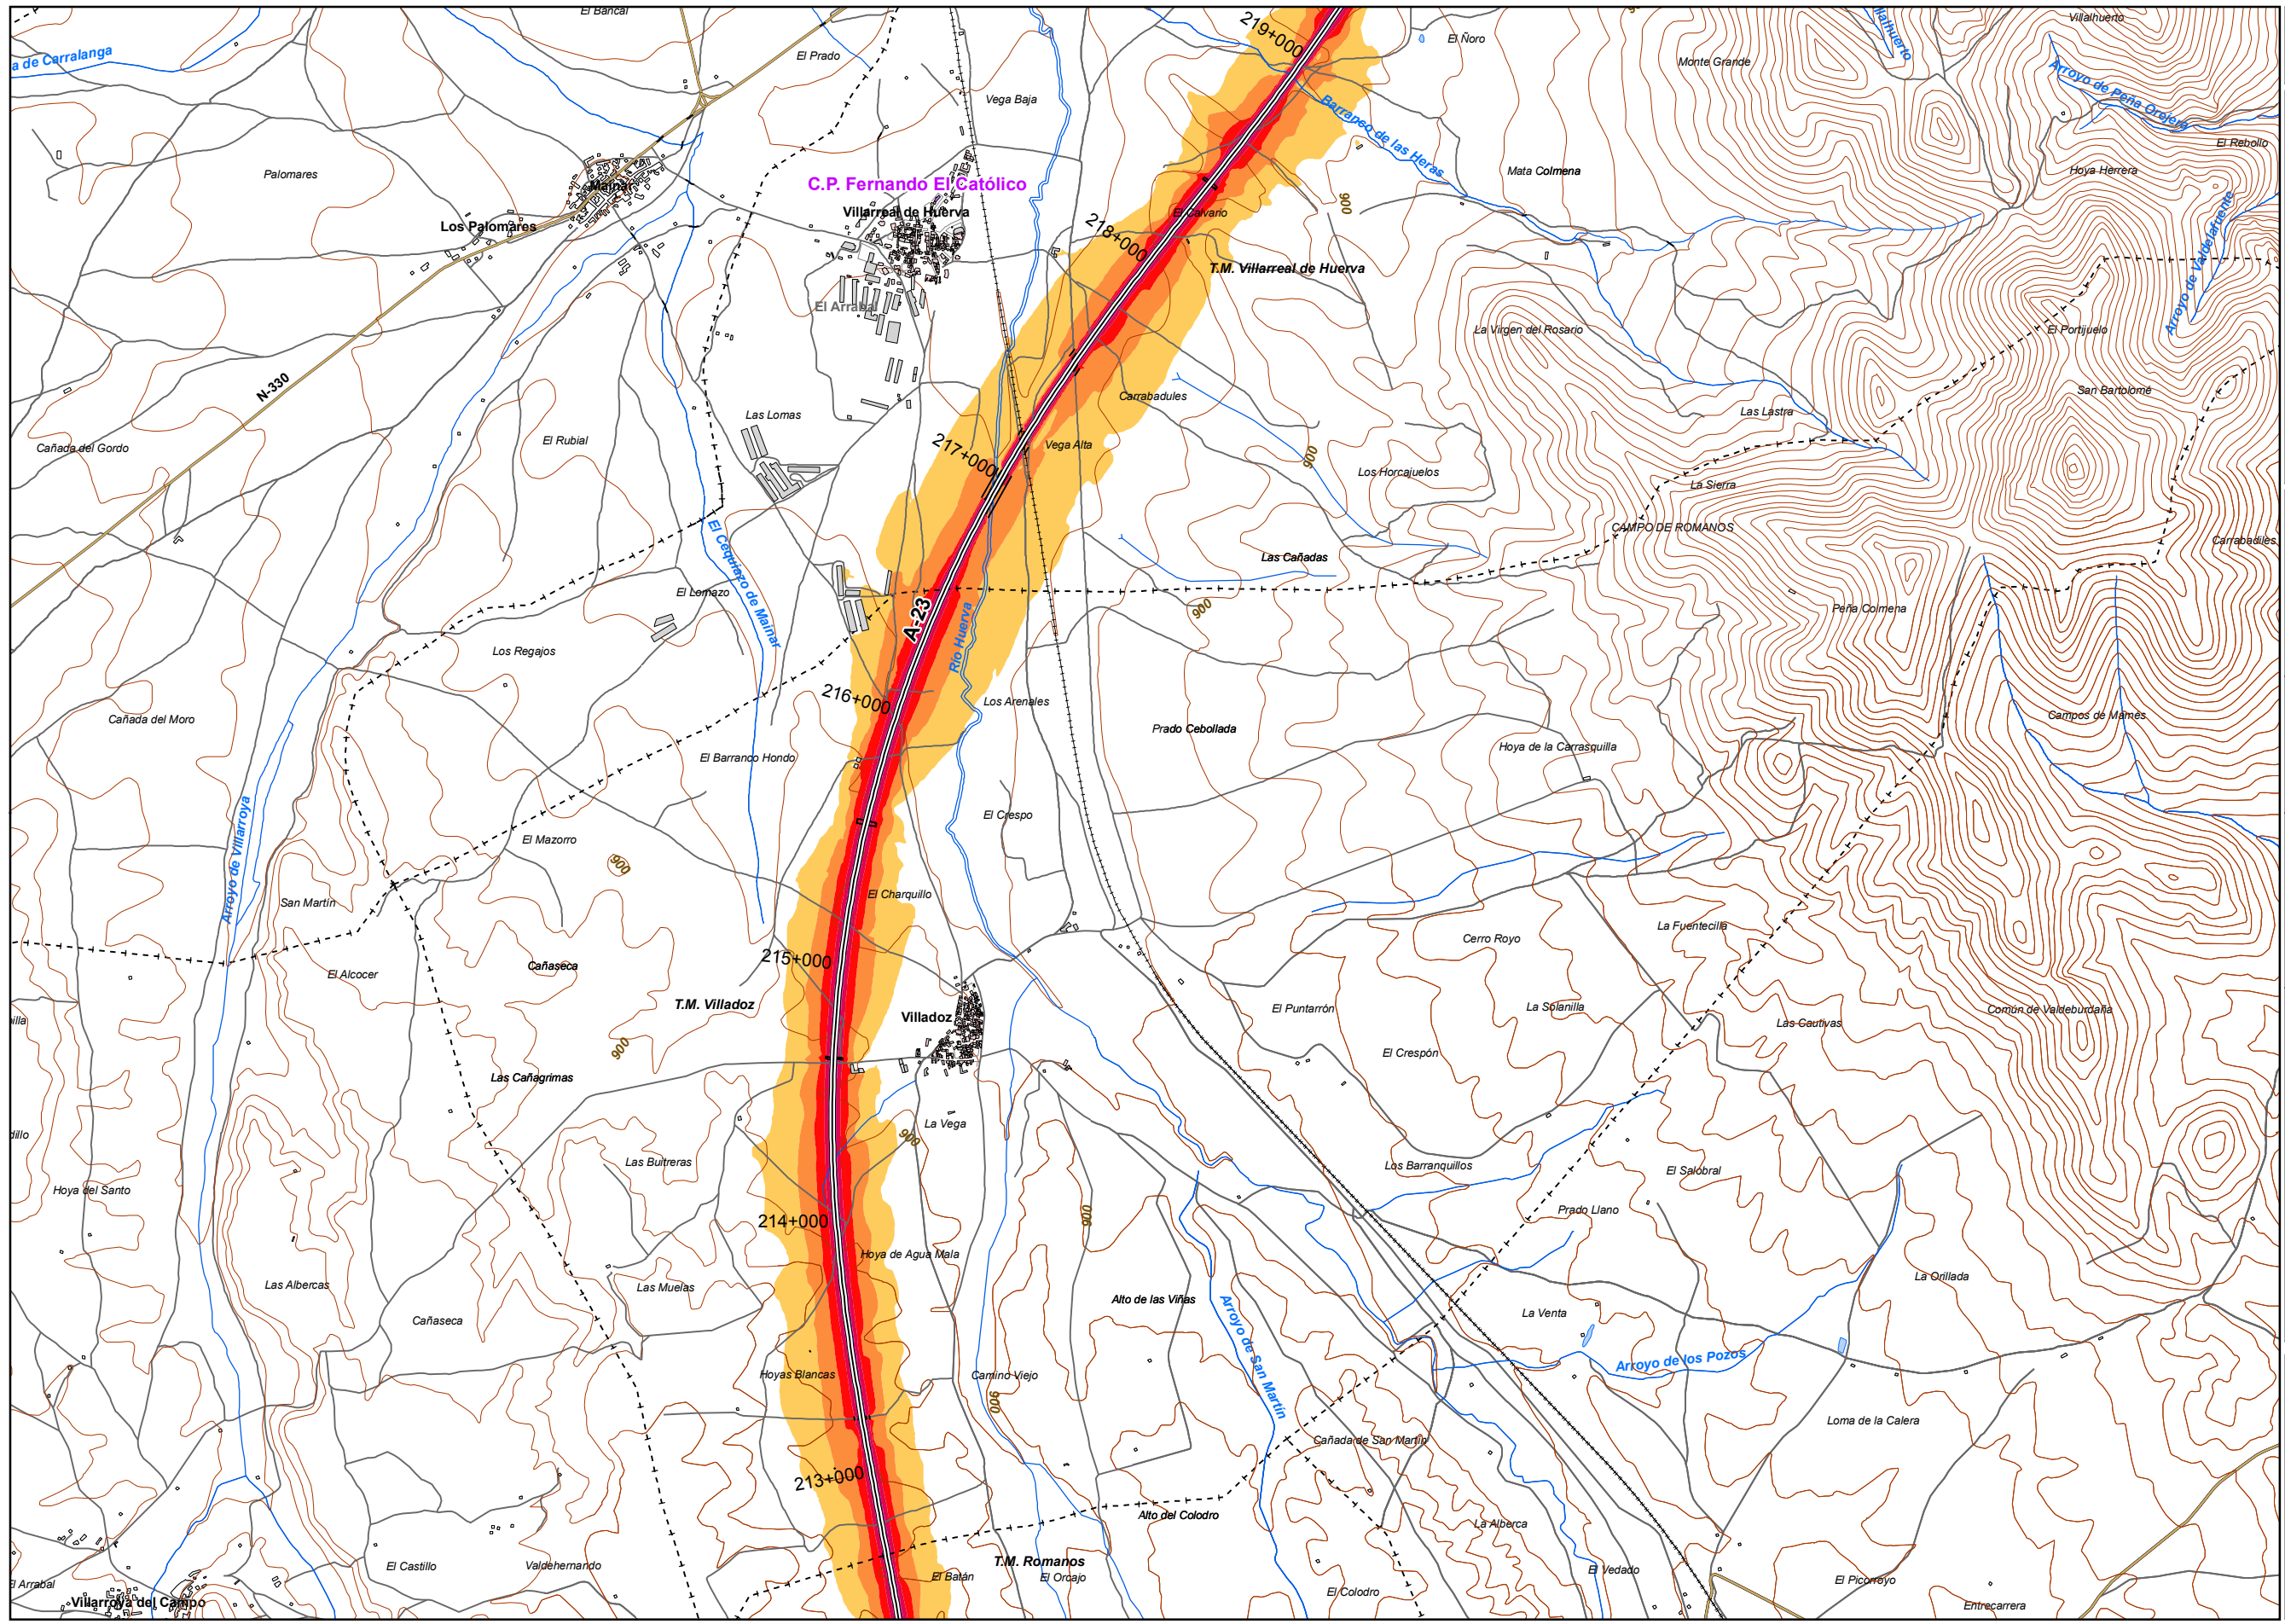 El Bancal
219+000
Villalhuerto
El Ñoro
El Prado
a de Carralanga
Monte Grande
Arroyo de Peña Orejera
Vega Baja
Barranco de las Heras
El Rebollo
Palomares
Mainar
C.P. Fernando El Católico
Mata Colmena
Hoya Herrera
900
Villarreal de Huerva
El Calvario
Los Palomares
218+000
Arroyo de Valdelafuente
T.M. Villarreal de Huerva
El Arrabal
La Virgen del Rosario
El Portijuelo
N-330
San Bartolomé
Carrabadules
Las Lomas
Las Lastra
El Rubial
Cañada del Gordo
217+000
Vega Alta
900
Los Horcajuelos
La Sierra
CAMPO DE ROMANOS
El Cequiazo de Mainar
Carrabadiles
Las Cañadas
El Lomazo
A-23
900
Peña Colmena
Río Huerva
Los Regajos
216+000
Los Arenales
Cañada del Moro
Prado Cebollada
Campos de Mamés
Hoya de la Carrasquilla
El Barranco Hondo
El Crespo
Arroyo de Villarroya
El Mazorro
900
El Charquillo
San Martín
La Fuentecilla
Cerro Royo
215+000
Cañaseca
El Alcocer
T.M. Villadoz
Villadoz
El Puntarrón
La Solanilla
Común de Valdeburdaña
Las Cautivas
illa
900
El Crespón
Las Cañagrimas
La Vega
900
dillo
Las Buitreras
Los Barranquillos
El Salobral
Hoya del Santo
900
Prado Llano
214+000
Hoya de Agua Mala
Las Albercas
Las Muelas
Alto de las Viñas
La Orillada
La Venta
Cañaseca
Arroyo de San Martín
Arroyo de los Pozos
Hoyas Blancas
Camino Viejo
900
Loma de la Calera
Cañada de San Martín
213+000
Alto del Colodro
La Alberca
El Castillo
Valdehernando
T.M. Romanos
El Batán
El Orcajo
El Vedado
El Arrabal
El Picorroyo
El Colodro
Villarroya del Campo
Entrecarrera